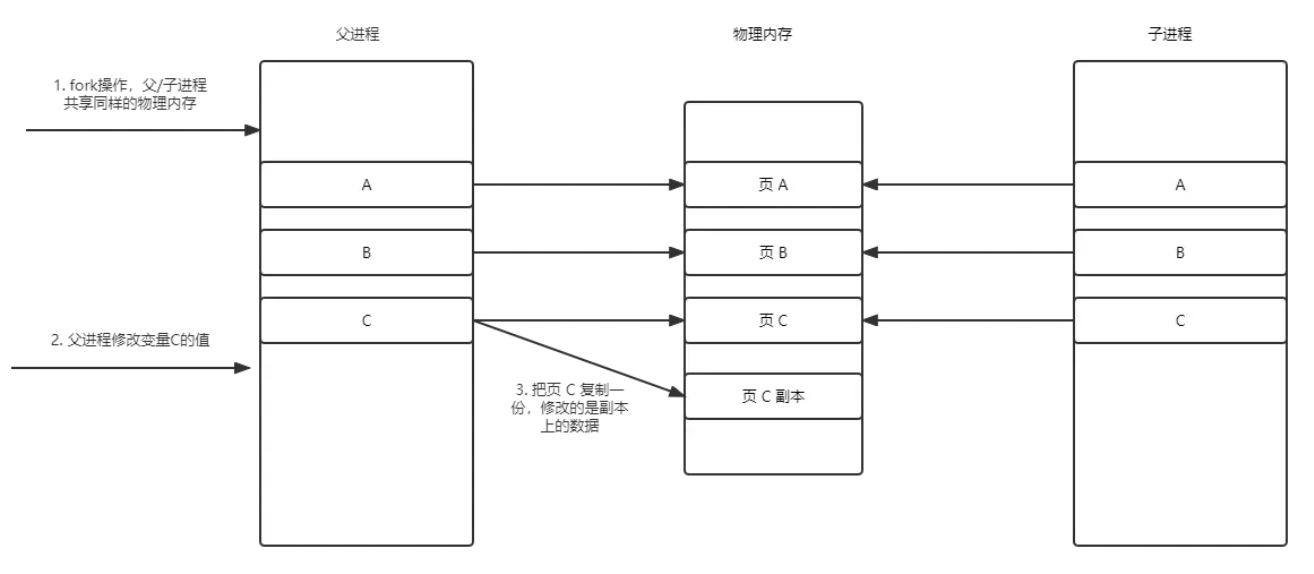 父进程
物理内存
子进程
1. fork操作，父/子进程
共享同样的物理内存
A
页 A
A
B
页 B
B
C
页 C
C
2. 父进程修改变量C的值
3. 把页 C 复制一
份，修改的是副本
上的数据
页 C 副本